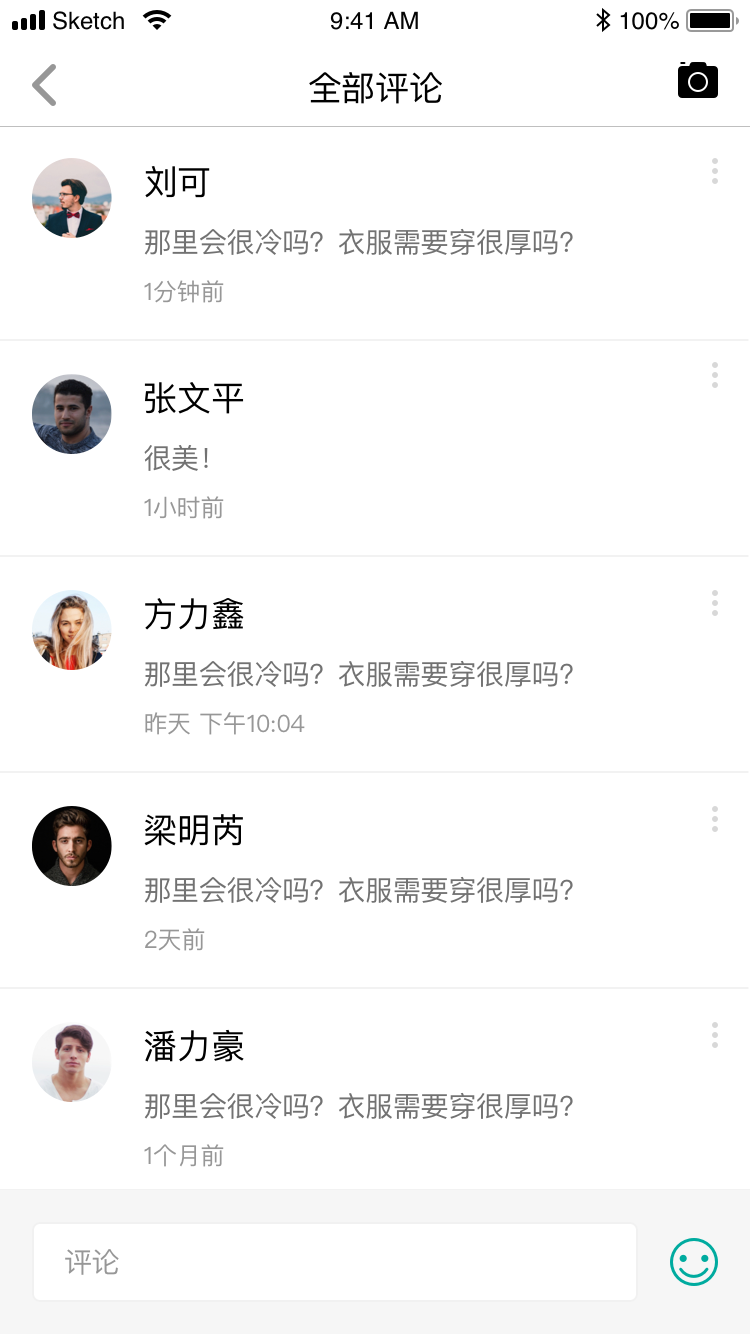 Sketch 9:41 AM 100%
全部评论
刘可
那里会很冷吗？衣服需要穿很厚吗？
1分钟前
张文平
很美！
1小时前
方力鑫
那里会很冷吗？衣服需要穿很厚吗？
昨天 下午10:04
梁明芮
那里会很冷吗？衣服需要穿很厚吗？
2天前
潘力豪
那里会很冷吗？衣服需要穿很厚吗？
1个月前
评论